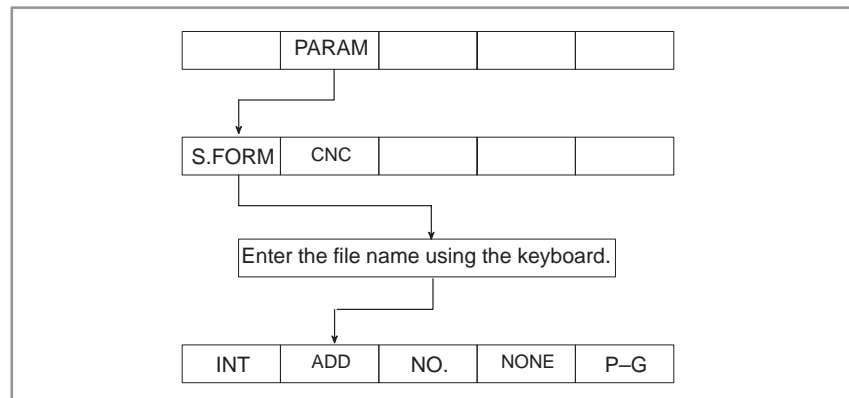 PARAM
S.FORM CNC
Enter the file name using the keyboard.
INT ADD NO. NONE P–G